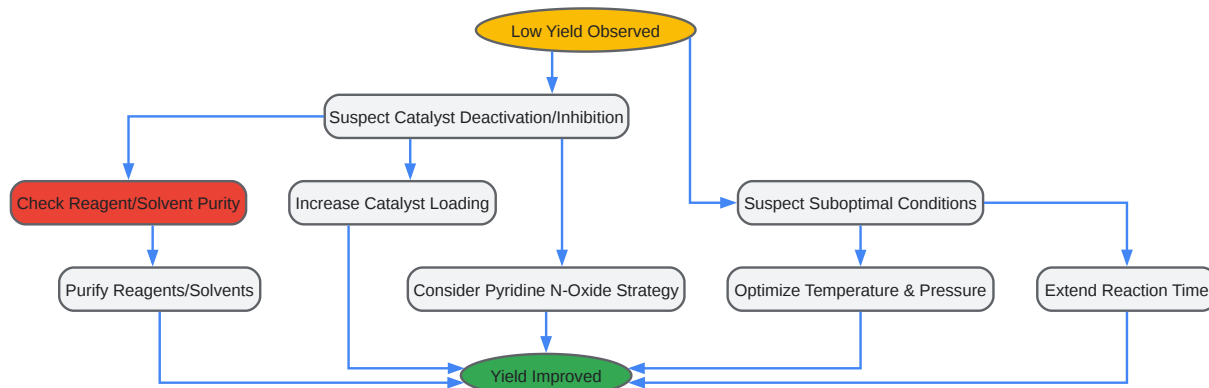 Low Yield Observed
Suspect Catalyst Deactivation/Inhibition
Check Reagent/Solvent Purity
Increase Catalyst Loading
Suspect Suboptimal Conditions
Purify Reagents/Solvents
Consider Pyridine N-Oxide Strategy
Optimize Temperature & Pressure
Extend Reaction Time
Yield Improved